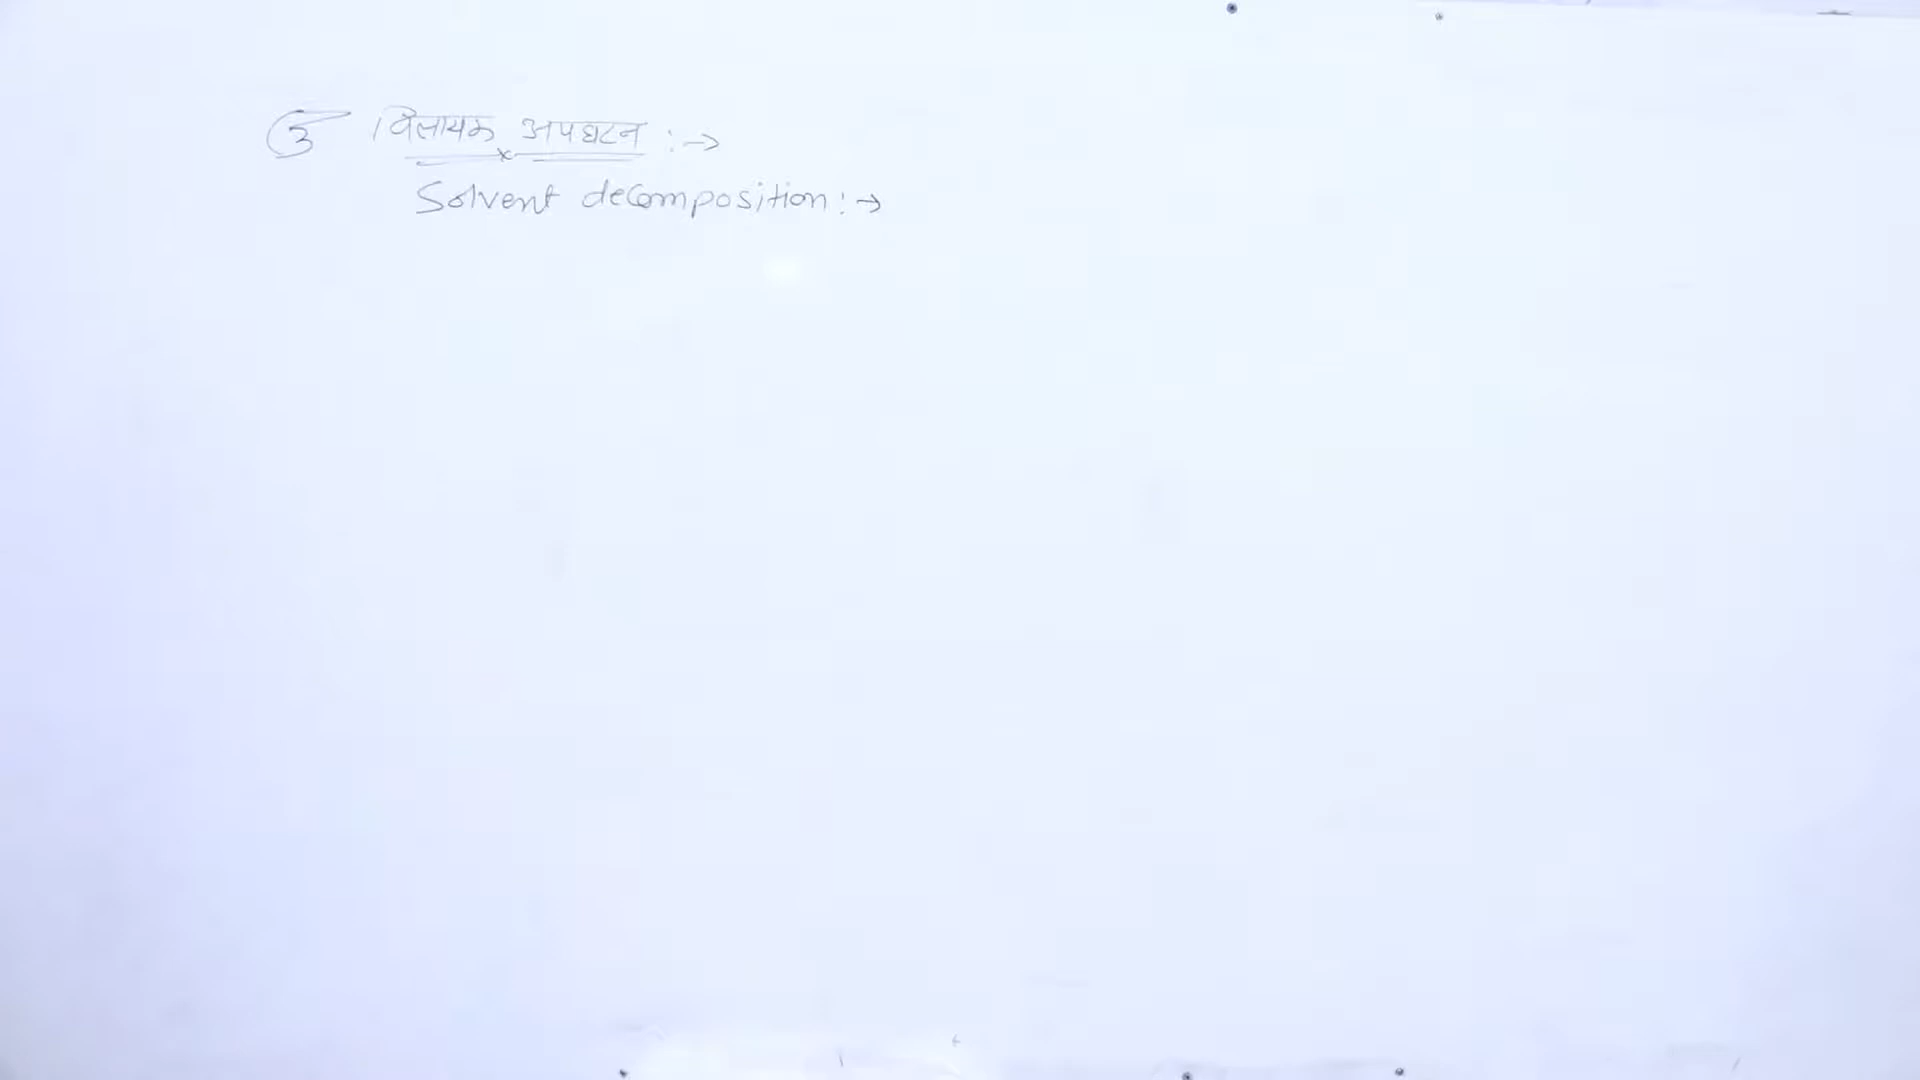 ③ विलायक अपघटन :→
Solvent decomposition :→